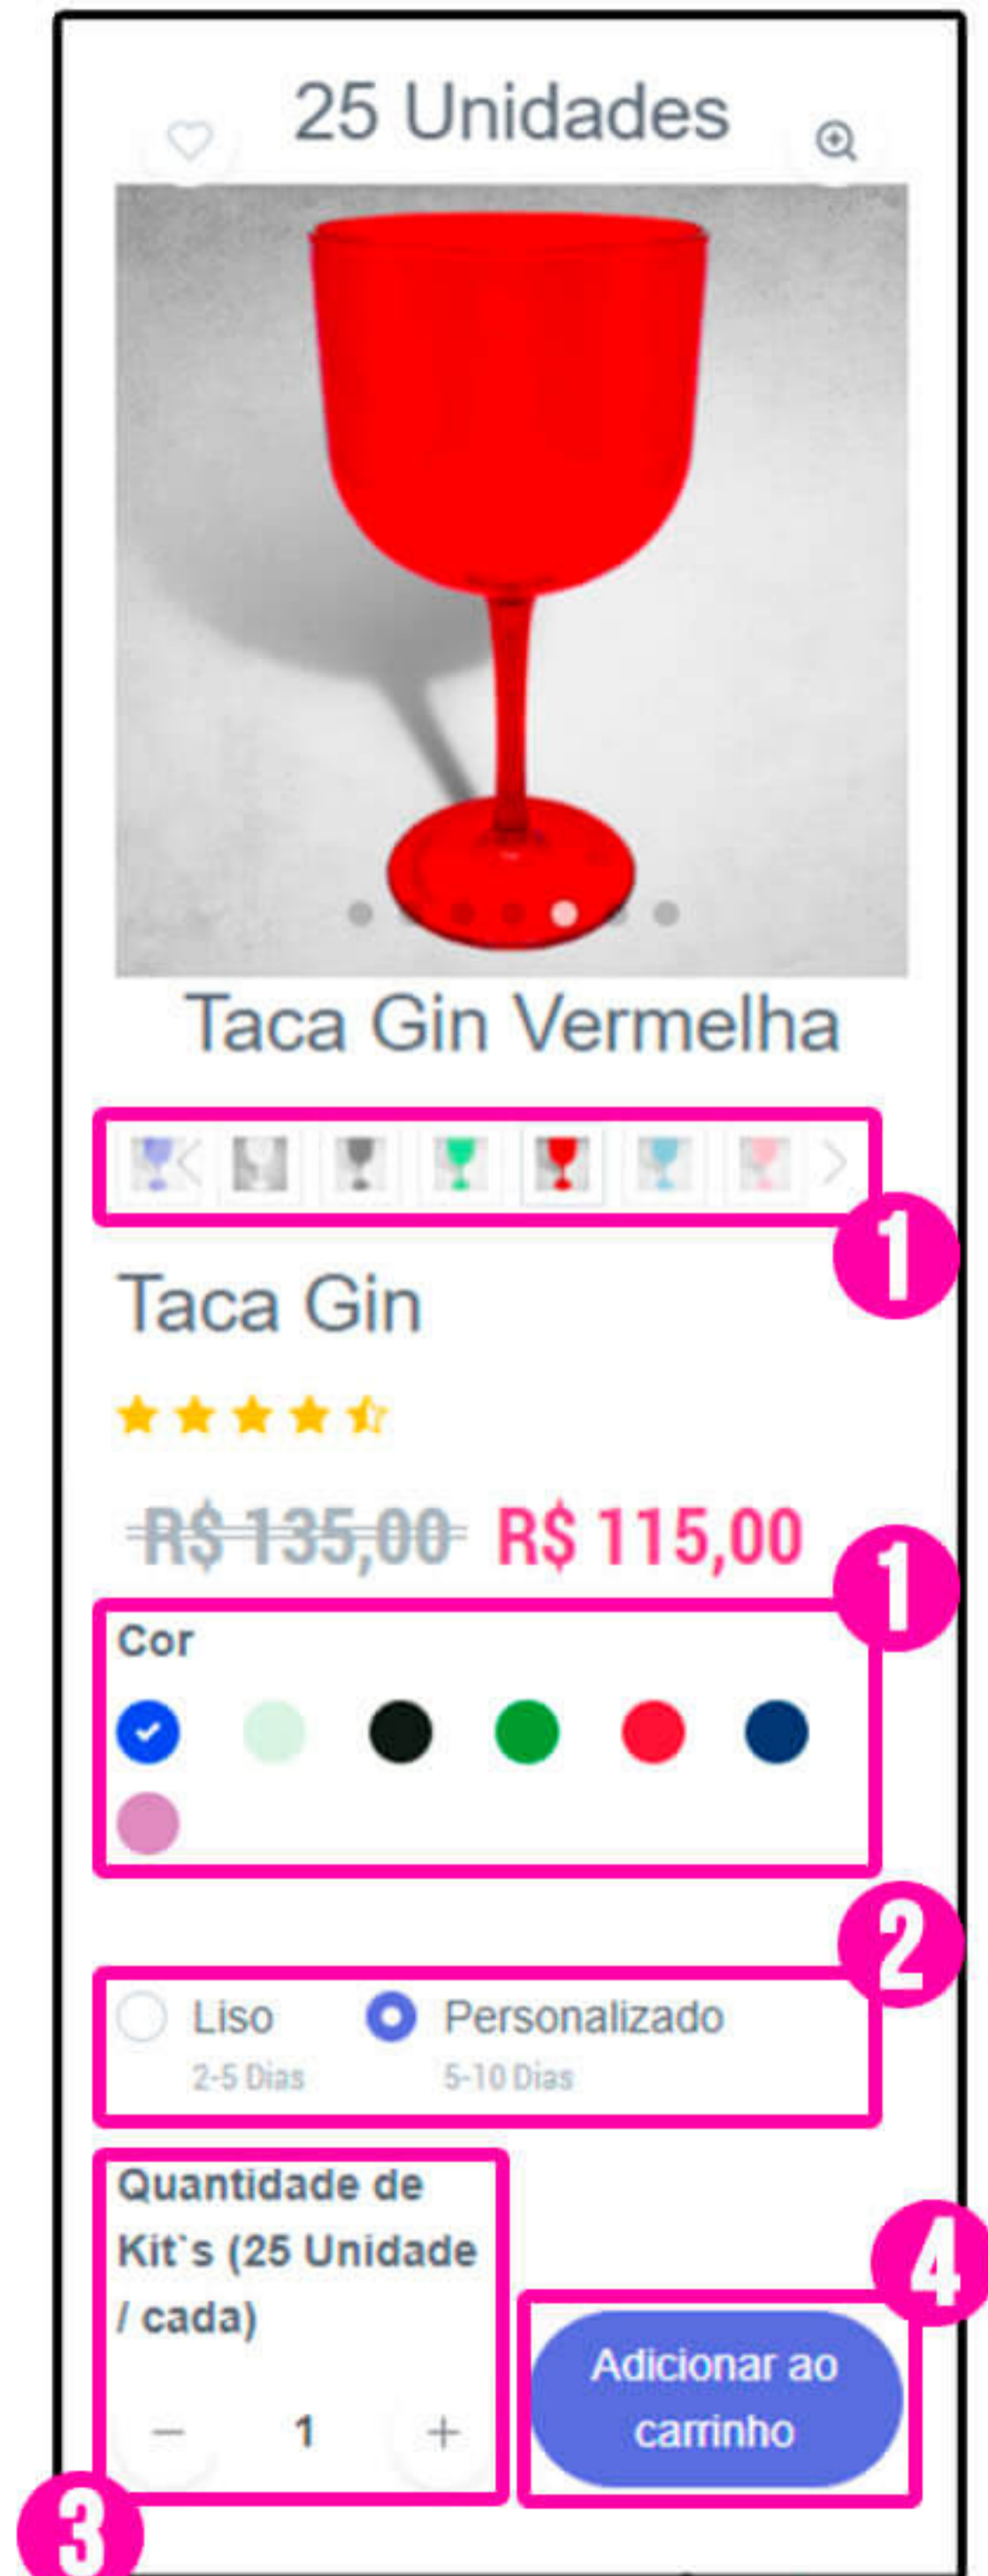 25 Unidades
Taca Gin Vermelha
1
Taca Gin
R$ 135,00 R$ 115,00
1
Cor
2
Liso Personalizado
2-5 Dias 5-10 Dias
Quantidade de
Kit`s (25 Unidade
/ cada)
4
Adicionar ao
carrinho
1
3